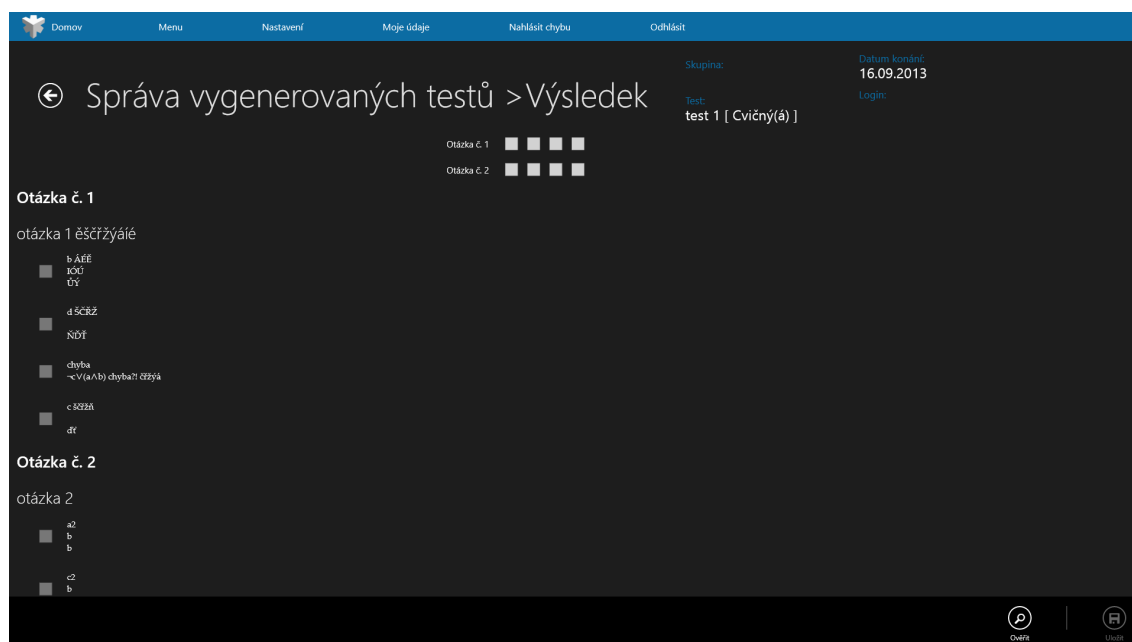 Domov Menu Nastavení Moje údaje Nahlásit chybu Odhlásit
Správa vygenerovaných testů >Výsledek
Skupina:
Test:
test 1 [ Cvičný(á) ]
Datum konání:
16.09.2013
Login:
Otázka č. 1
Otázka č. 2
Otázka č. 1
otázka 1 ěščřžýáíé
b ÁÉĚ
IÓÚ
ŮÝ
d ŠČŘŽ
ŇĎŤ
chyba
¬c∨(a∧b) chyba?! čřžýá
c ščřžň
ďť
Otázka č. 2
otázka 2
a2
b
b
c2
b
Ověřit
Uložit